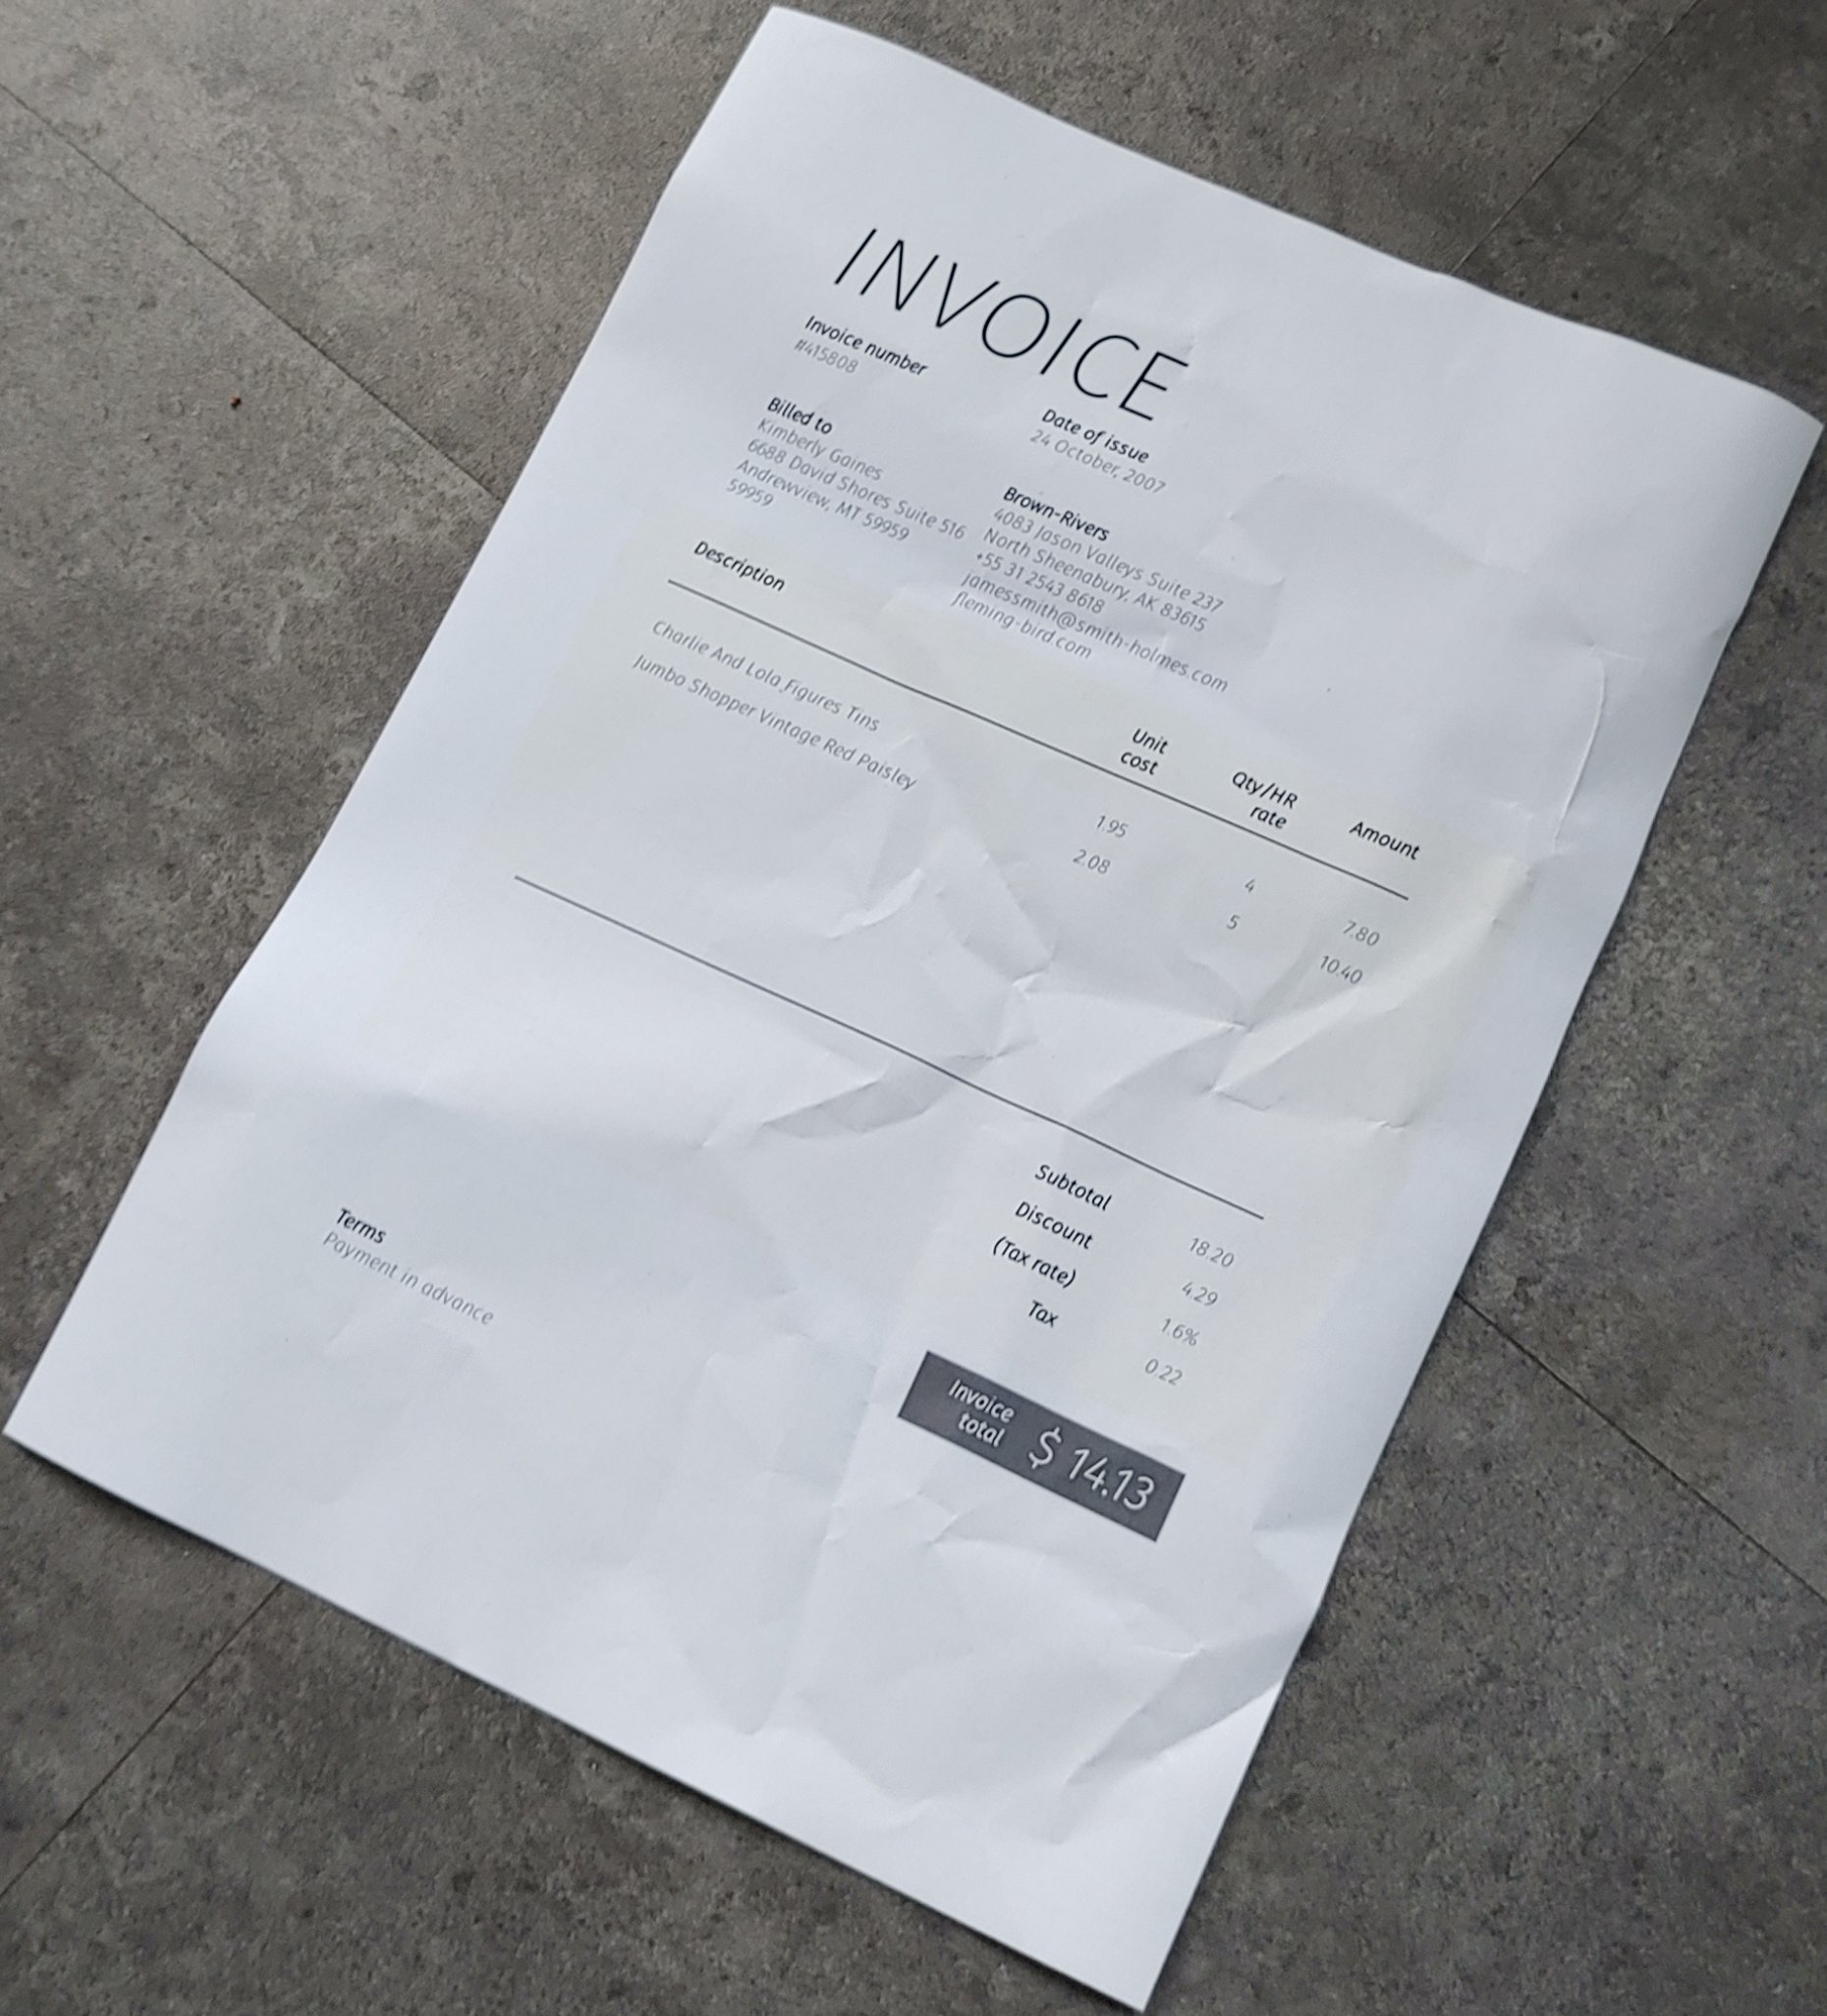 INVOICE
Invoice number
#415808
Date of issue
24 October, 2007
Billed to
Kimberly Gaines
6688 David Shores Suite 516
Andrewview, MT 59959
59959
Brown-Rivers
4083 Jason Valleys Suite 237
North Sheenabury, AK 83615
+55 31 2543 8618
jamessmith@smith-holmes.com
fleming-bird.com
Description
Unit
cost
Qty/HR
rate
Amount
Charlie And Lola Figures Tins 1.95 4 7.80
Jumbo Shopper Vintage Red Paisley 2.08 5 10.40
Subtotal 18.20
Discount 4.29
(Tax rate) 1.6%
Tax 0.22
Invoice
total
$ 14.13
Terms
Payment in advance